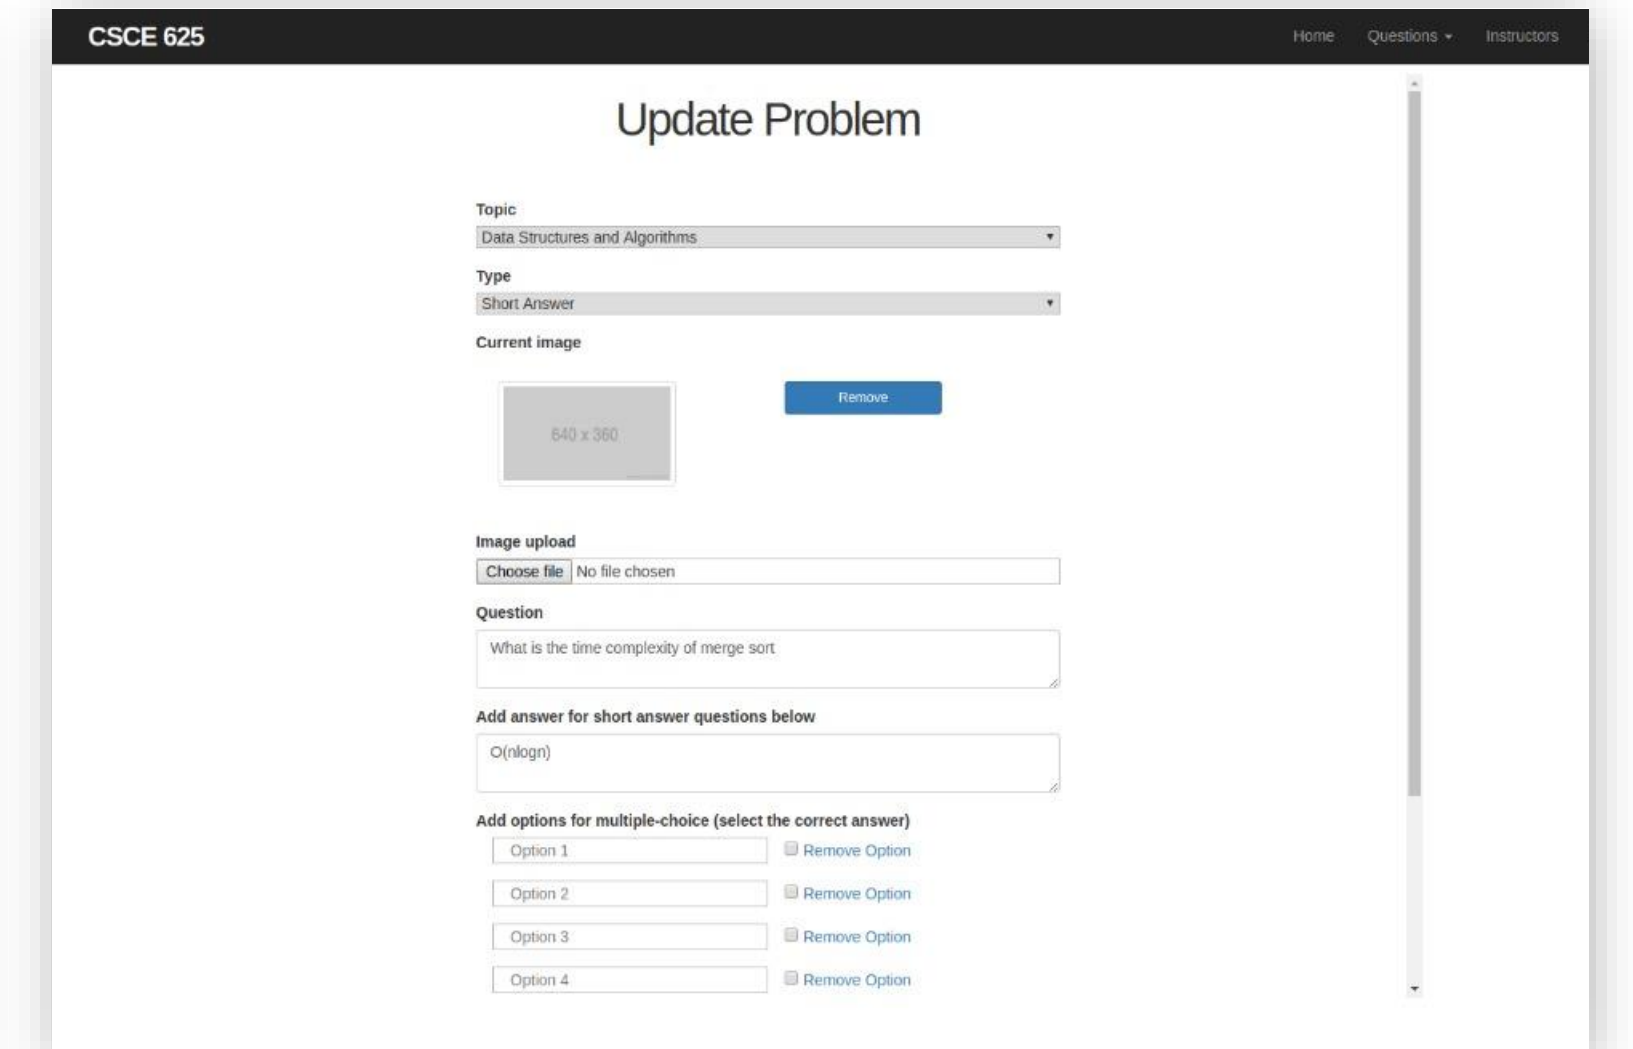 CSCE 625 Home Questions Instructors
Update Problem
Topic
Data Structures and Algorithms
Type
Short Answer
Current image
640 x 360
Remove
Image upload
Choose file No file chosen
Question
What is the time complexity of merge sort
Add answer for short answer questions below
O(nlogn)
Add options for multiple-choice (select the correct answer)
Option 1 Remove Option
Option 2 Remove Option
Option 3 Remove Option
Option 4 Remove Option